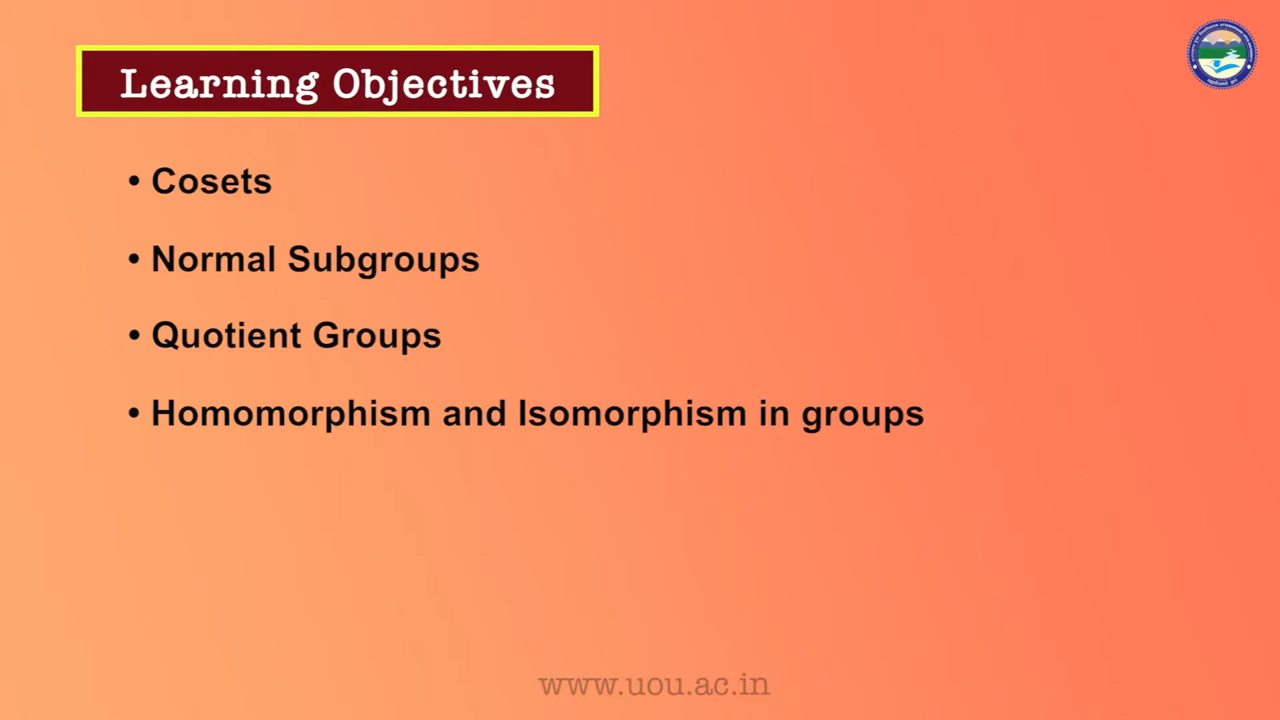 Learning Objectives
• Cosets
• Normal Subgroups
• Quotient Groups
• Homomorphism and Isomorphism in groups
www.uou.ac.in